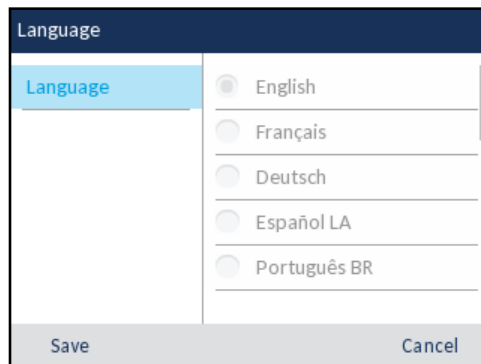 Language
Language
English
Français
Deutsch
Español LA
Português BR
Save
Cancel